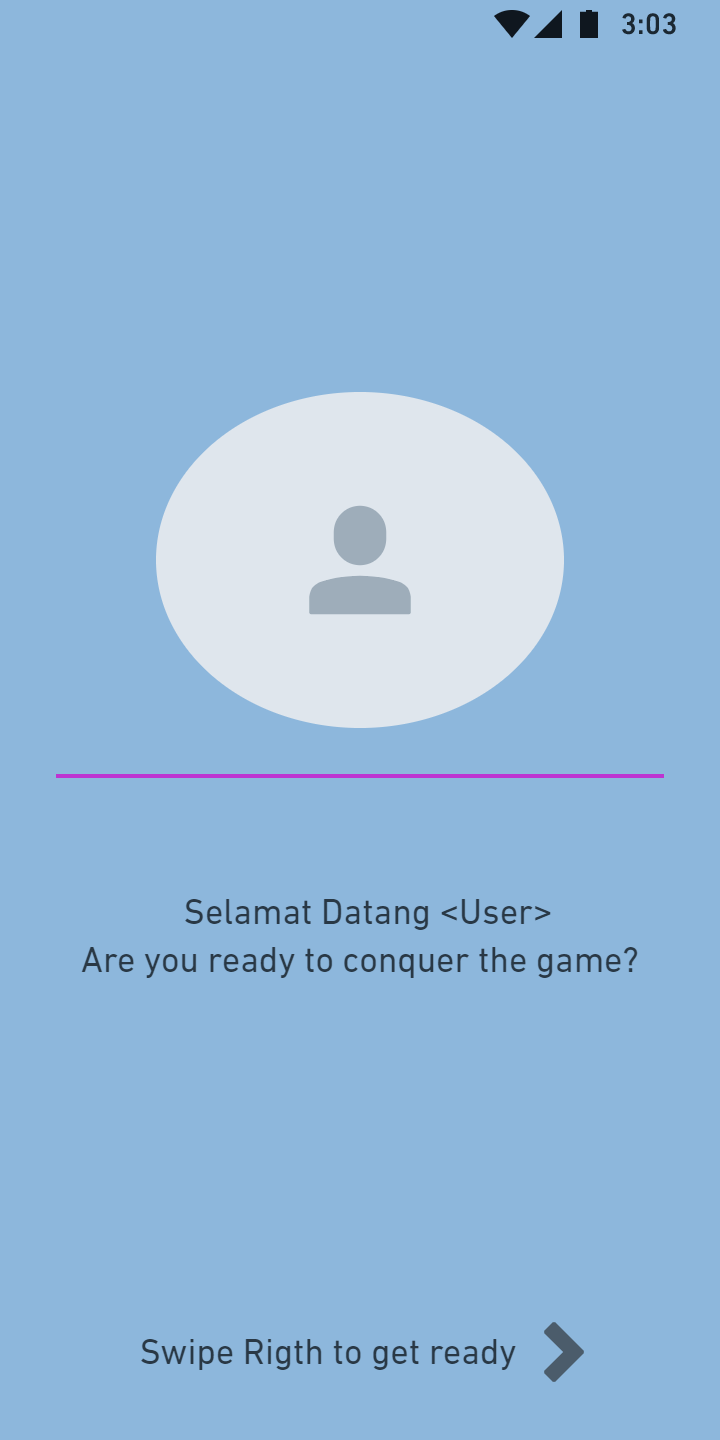 3:03
Selamat Datang <User>
Are you ready to conquer the game?
Swipe Rigth to get ready